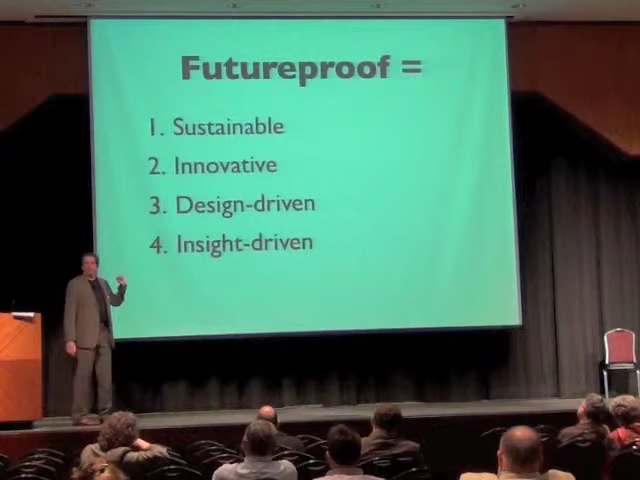 Futureproof =
1. Sustainable
2. Innovative
3. Design-driven
4. Insight-driven